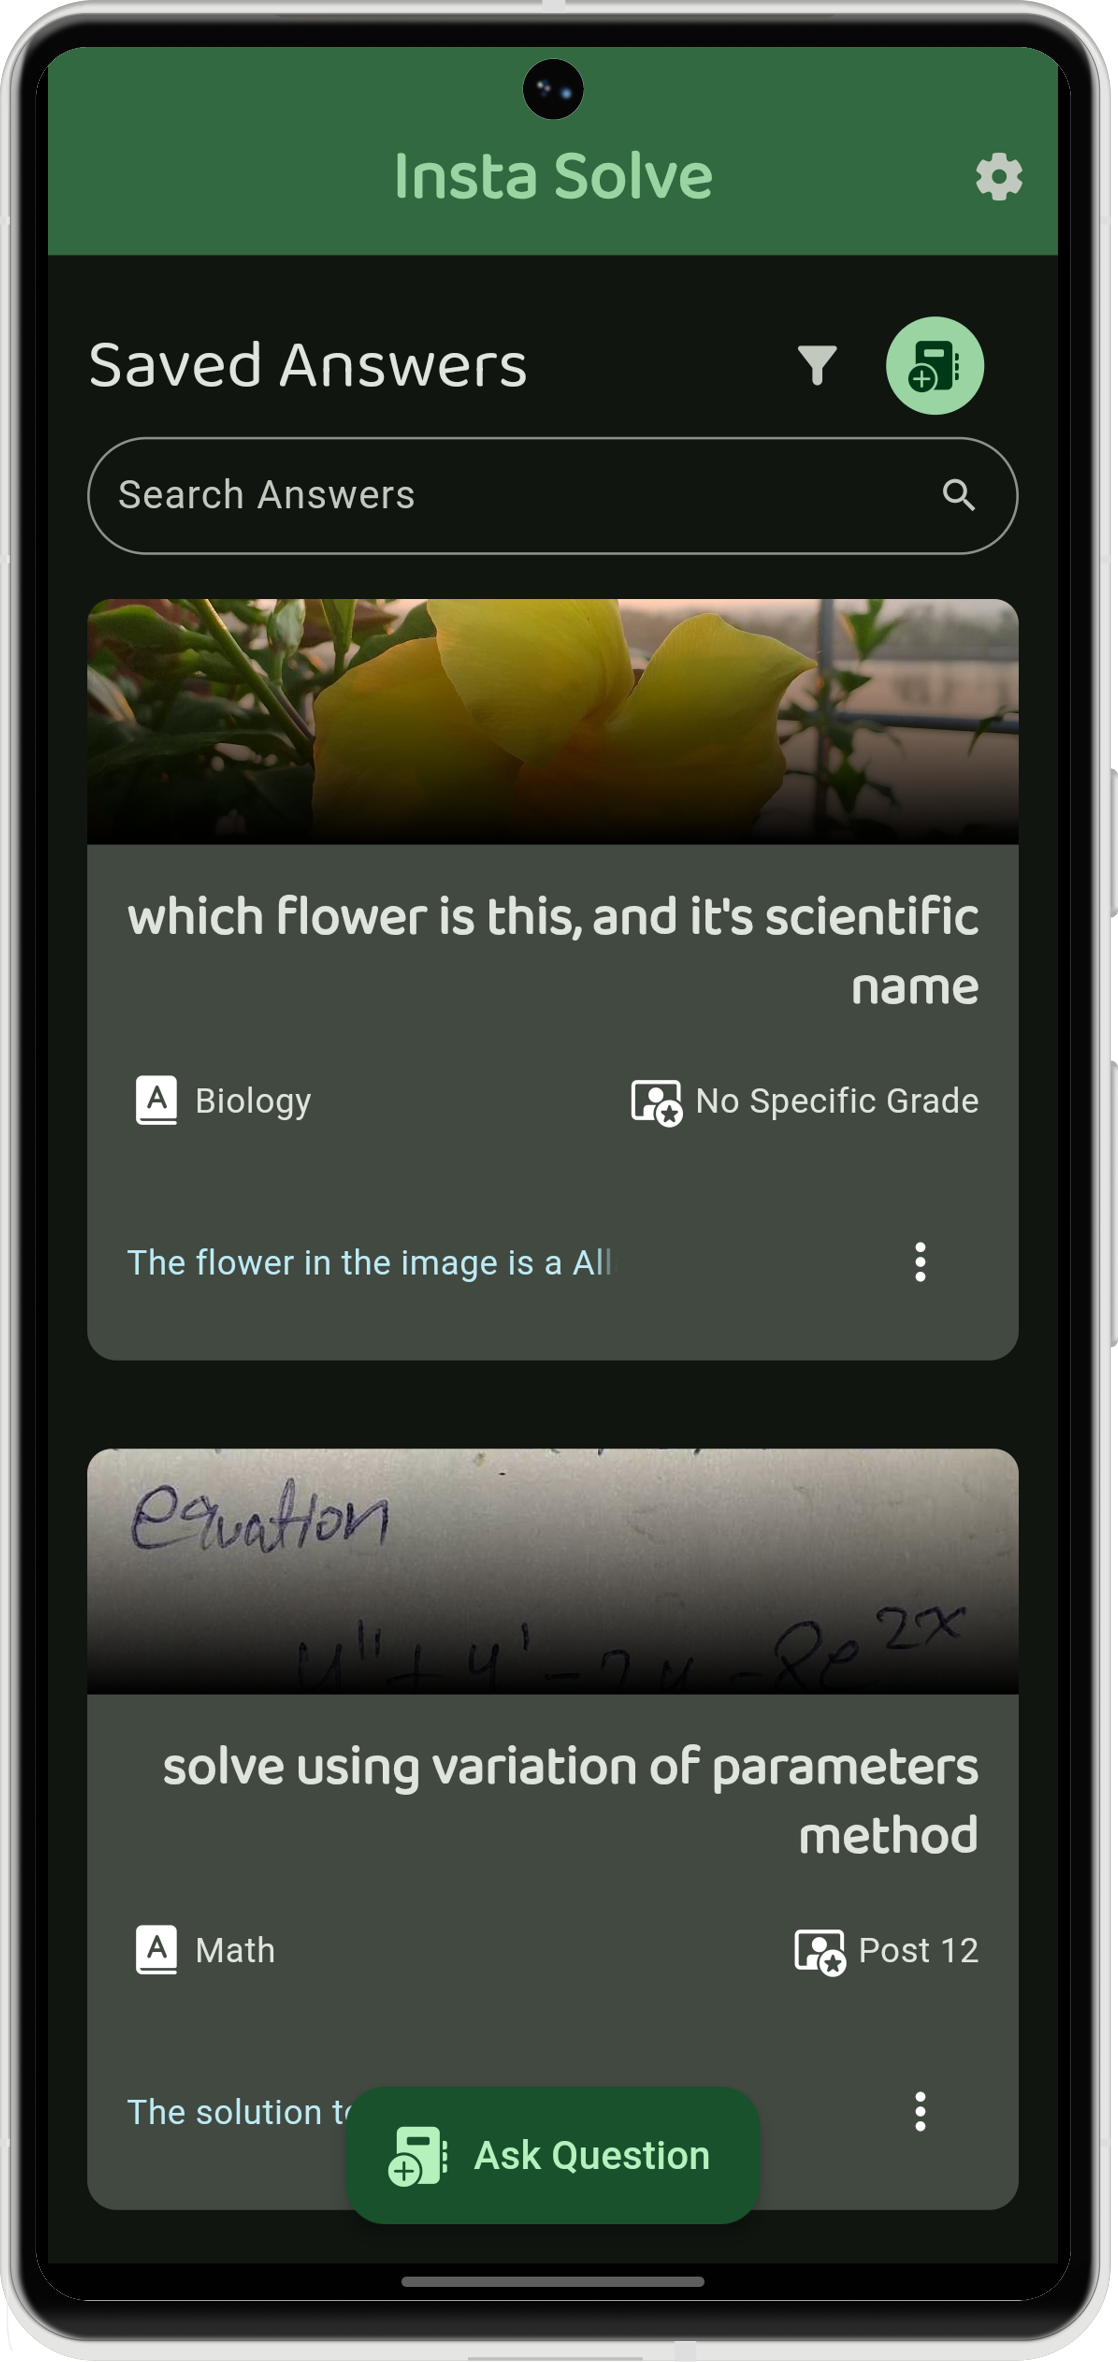 Insta Solve
Saved Answers
Search Answers
which flower is this, and it's scientific
name
Biology
No Specific Grade
The flower in the image is a All
equation
y'' + y' - 2y - 8e^2x
solve using variation of parameters
method
Math
Post 12
The solution to
Ask Question